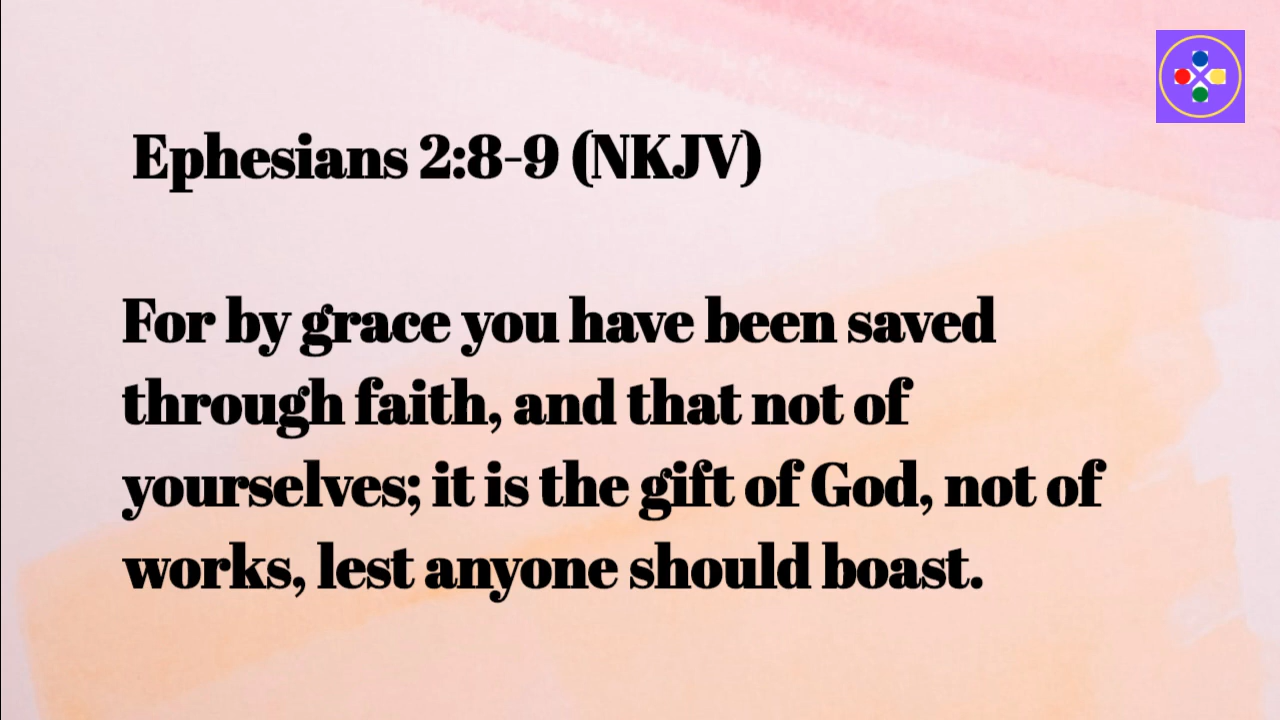 Ephesians 2:8-9 (NKJV)
For by grace you have been saved
through faith, and that not of
yourselves; it is the gift of God, not of
works, lest anyone should boast.